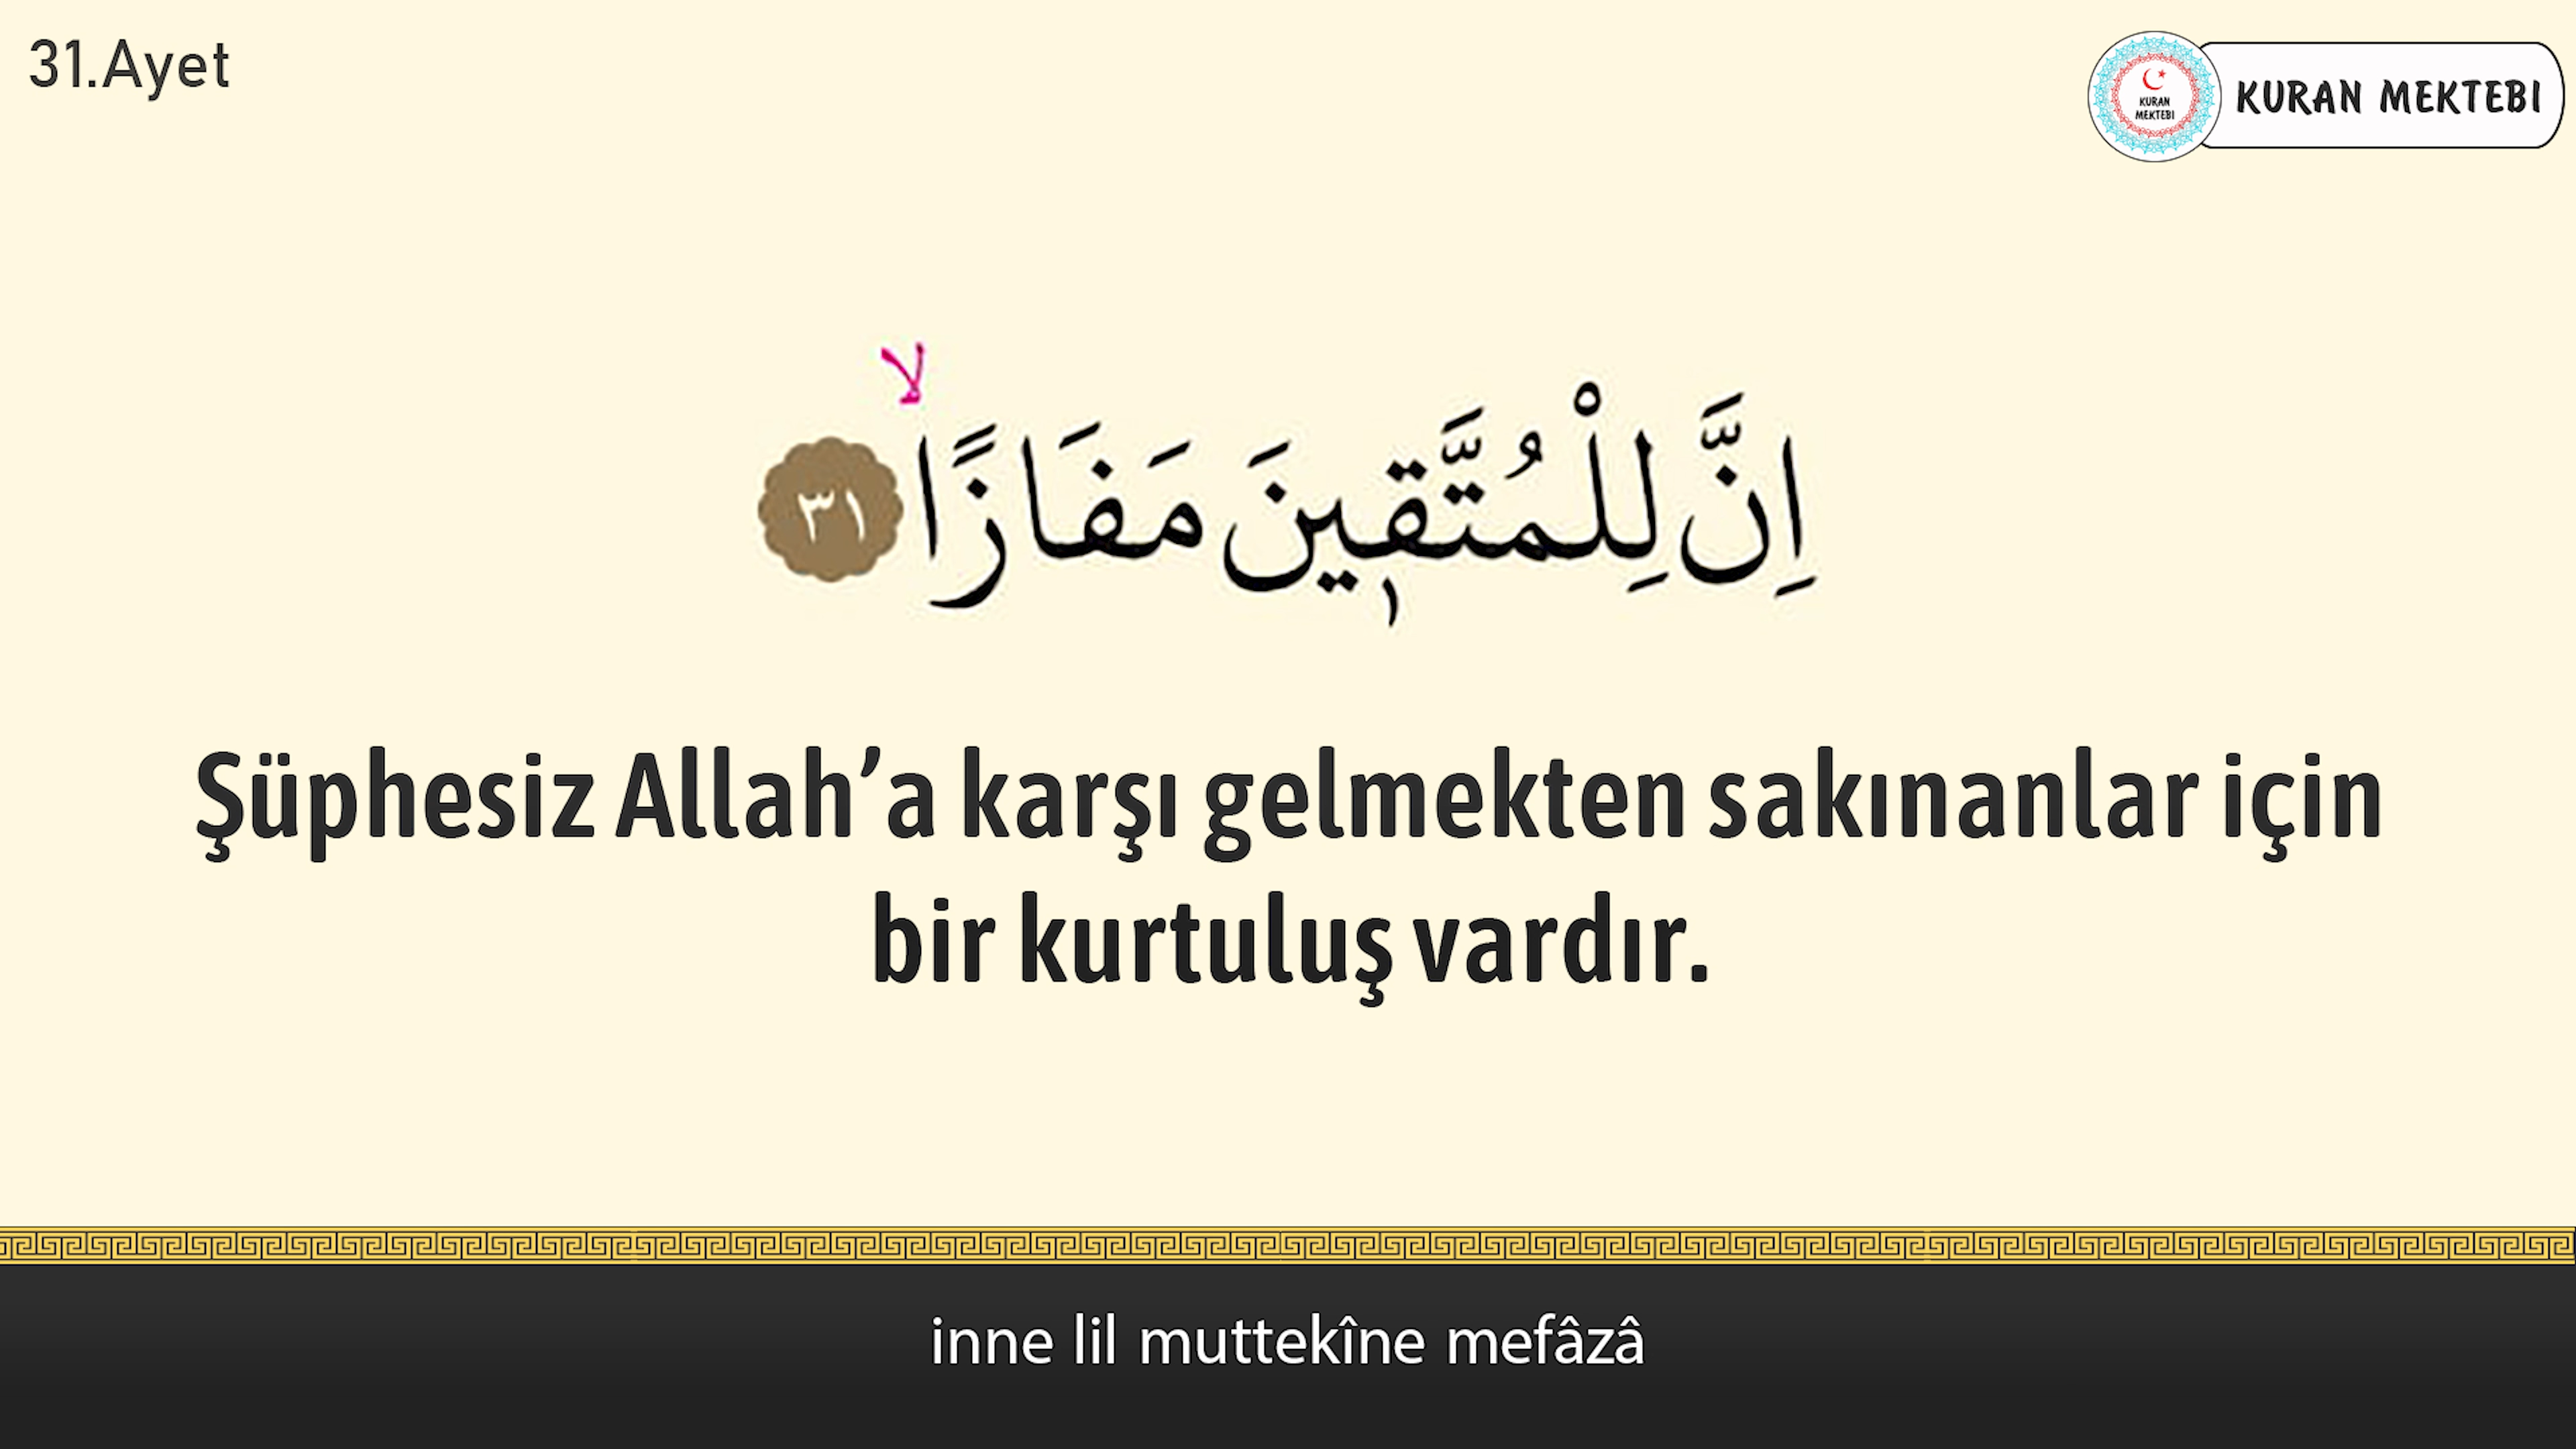 31.Ayet
KURAN
MEKTEBI
KURAN MEKTEBI
لا
اِنَّ لِلْمُتَّق۪ينَ مَفَازًا ٣١
Şüphesiz Allah’a karşı gelmekten sakınanlar için
bir kurtuluş vardır.
inne lil muttekîne mefâzâ